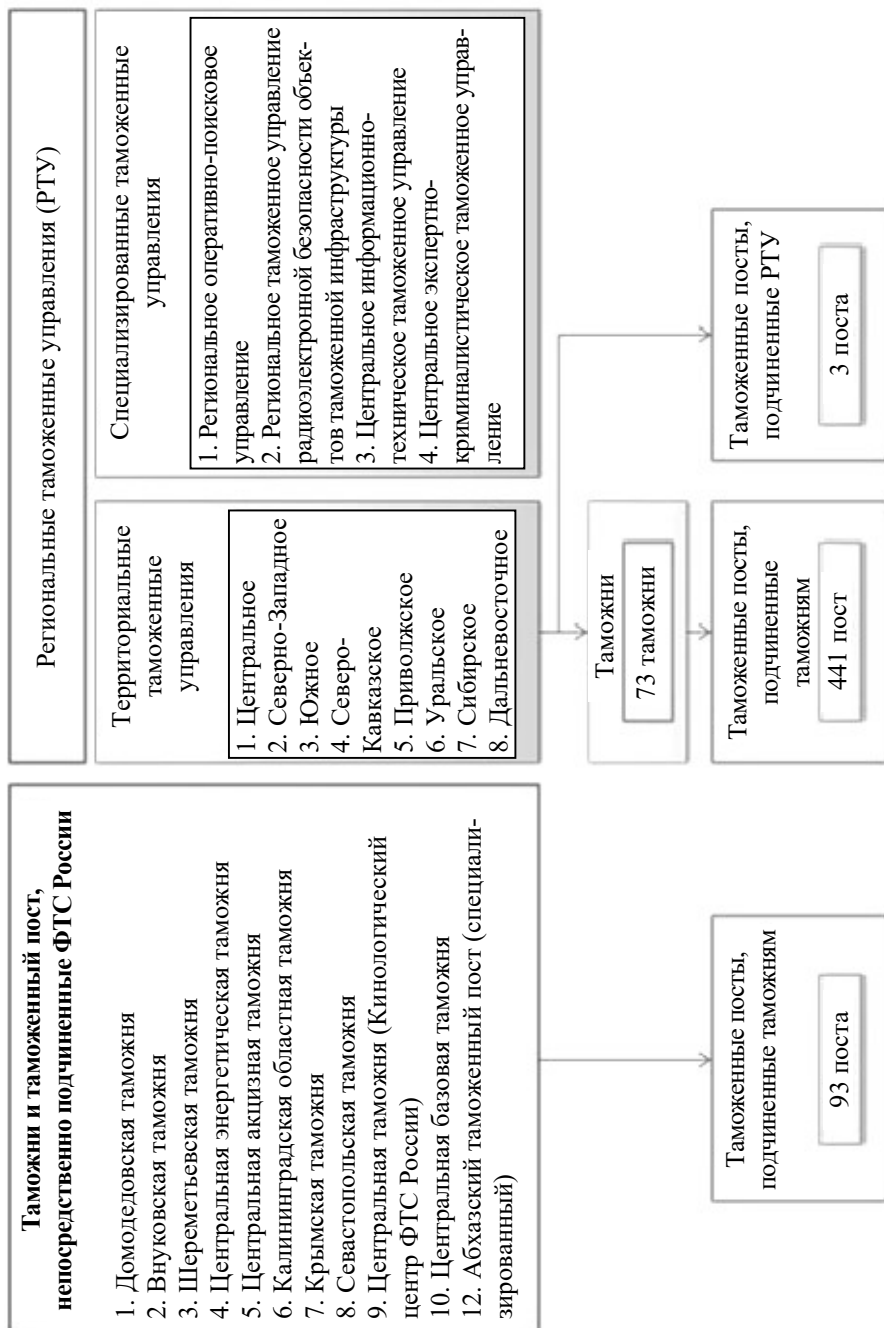 Таможни и таможенный пост,
непосредственно подчиненные ФТС России
1. Домодедовская таможня
2. Внуковская таможня
3. Шереметьевская таможня
4. Центральная энергетическая таможня
5. Центральная акцизная таможня
6. Калининградская областная таможня
7. Крымская таможня
8. Севастопольская таможня
9. Центральная таможня (Кинологический
центр ФТС России)
10. Центральная базовая таможня
12. Абхазский таможенный пост (специали-
зированный)
Таможенные посты,
подчиненные таможням
93 поста
Региональные таможенные управления (РТУ)
Территориальные
таможенные
управления
1. Центральное
2. Северно-Западное
3. Южное
4. Северо-
Кавказское
5. Приволжское
6. Уральское
7. Сибирское
8. Дальневосточное
Специализированные таможенные
управления
1. Региональное оперативно-поисковое
управление
2. Региональное таможенное управление
радиоэлектронной безопасности объек-
тов таможенной инфраструктуры
3. Центральное информационно-
техническое таможенное управление
4. Центральное экспертно-
криминалистическое таможенное управ-
ление
Таможни
73 таможни
Таможенные посты,
подчиненные
таможням
441 пост
Таможенные посты,
подчиненные РТУ
3 поста